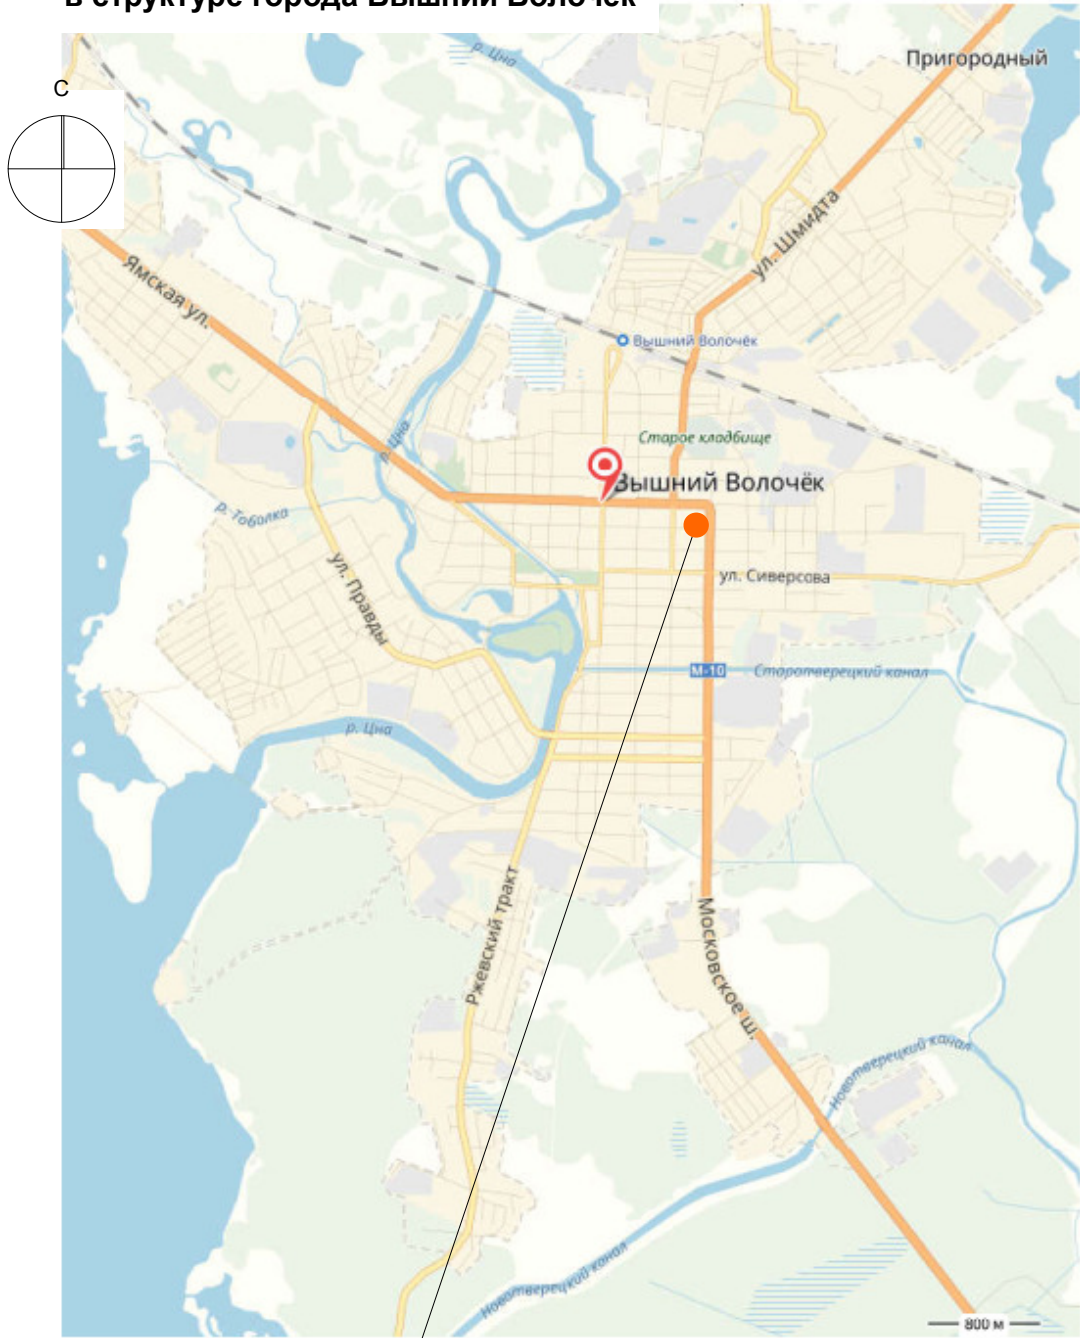 в структуре города Вышний Волочек
С
р. Цна
Пригородный
ул. Шмидта
Ямская ул.
Вышний Волочёк
Старое кладбище
р. Цна
Вышний Волочёк
р. Тоболка
ул. Сиверсова
ул. Правды
М-10
Старотверецкий канал
р. Цна
Ржевский тракт
Московское ш.
Новотверецкий канал
Новотверецкий канал
800 м